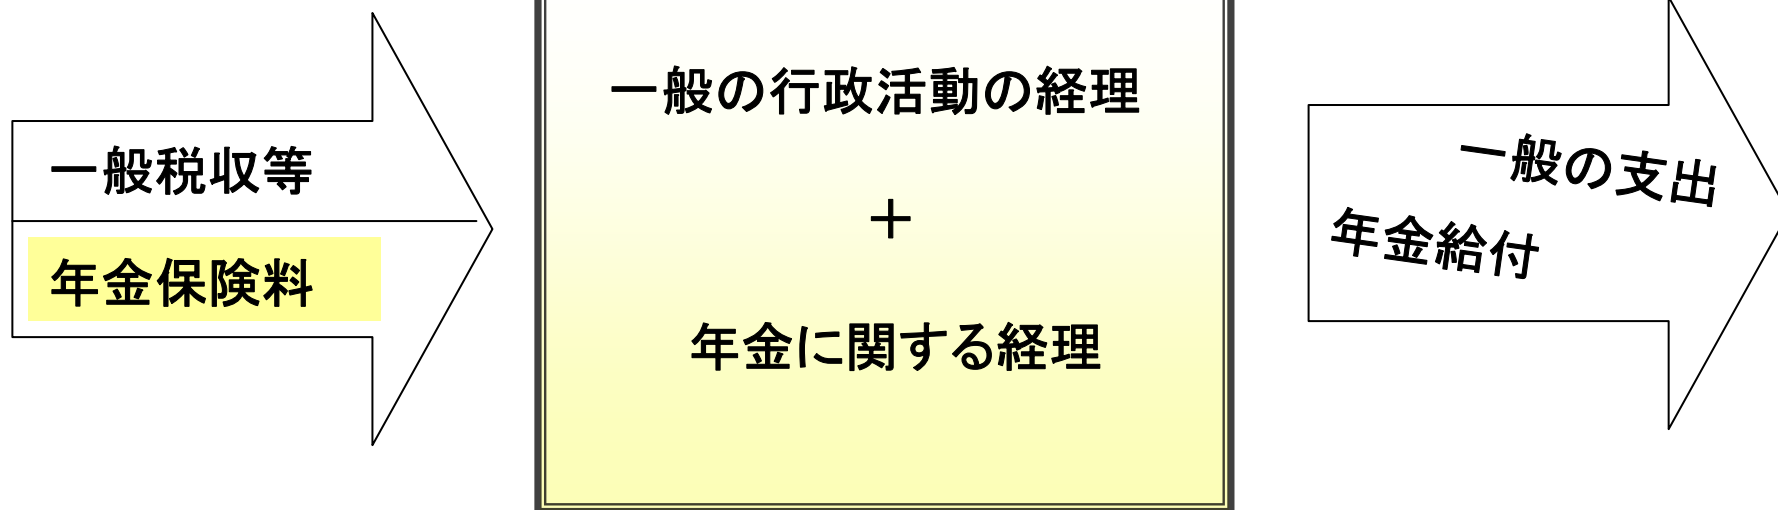 一般税収等
年金保険料
一般の行政活動の経理
＋
年金に関する経理
一般の支出
年金給付